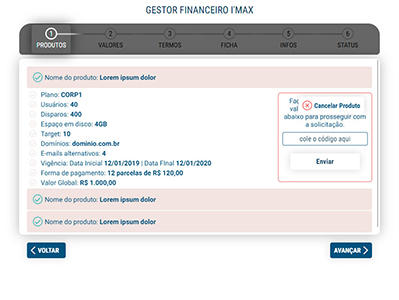 GESTOR FINANCEIRO I'MAX
1 2 3 4 5 6
PRODUTOS VALORES TERMOS FICHA INFOS STATUS
Nome do produto: Lorem ipsum dolor
Plano: CORP1
Usuários: 40
Disparos: 400
Espaço em disco: 4GB
Target: 10
Domínios: dominio.com.br
E-mails alternativos: 4
Vigência: Data Inicial 12/01/2019 | Data FInal 12/01/2020
Forma de pagamento: 12 parcelas de R$ 120,00
Valor Global: R$ 1.000,00
Cancelar Produto
abaixo para prosseguir com
a solicitação.
cole o código aqui
Enviar
Nome do produto: Lorem ipsum dolor
Nome do produto: Lorem ipsum dolor
VOLTAR
AVANÇAR